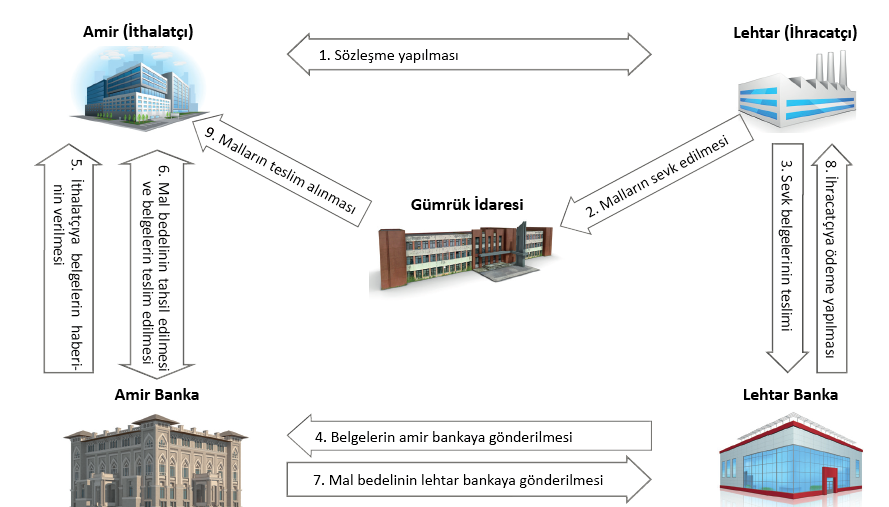 Amir (İthalatçı)
Lehtar (İhracatçı)
1. Sözleşme yapılması
9. Malların teslim alınması
2. Malların sevk edilmesi
Gümrük İdaresi
5. İthalatçıya belgelerin haberi-
nin verilmesi
6. Mal bedelinin tahsil edilmesi
ve belgelerin teslim edilmesi
3. Sevk belgelerinin teslimi
8. İhracatçıya ödeme yapılması
Amir Banka
Lehtar Banka
4. Belgelerin amir bankaya gönderilmesi
7. Mal bedelinin lehtar bankaya gönderilmesi